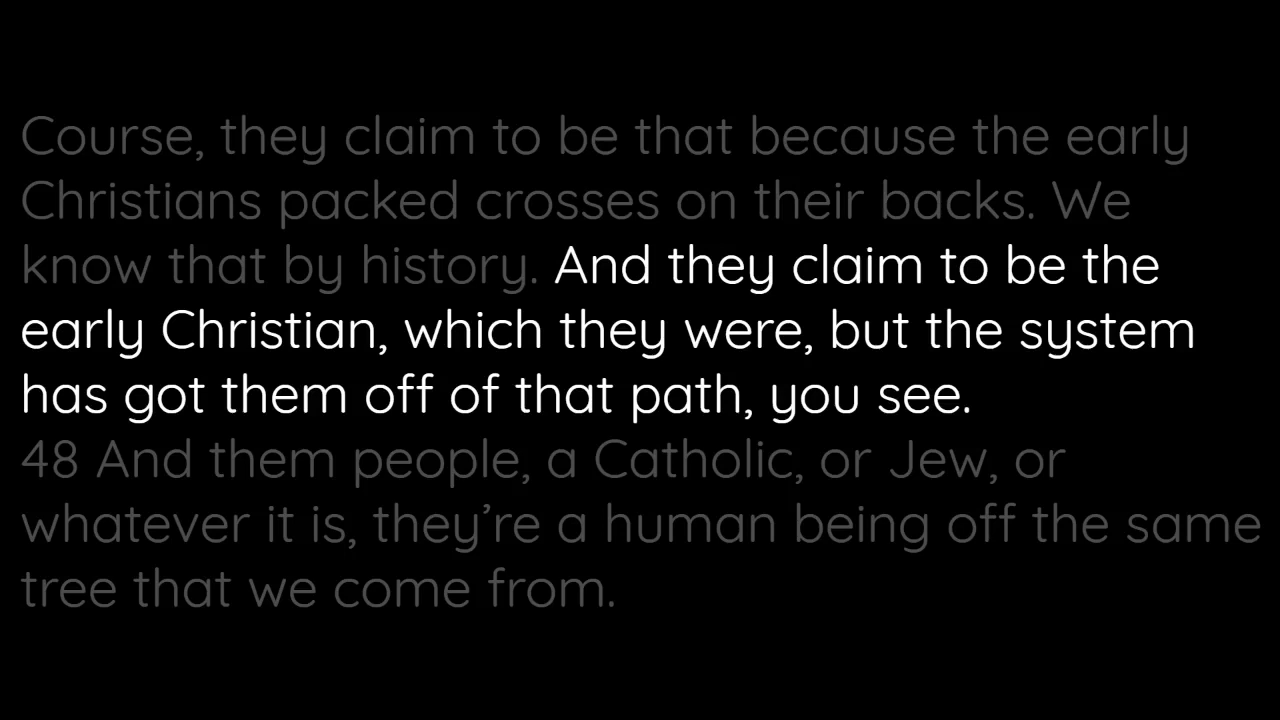 Course, they claim to be that because the early
Christians packed crosses on their backs. We
know that by history. And they claim to be the
early Christian, which they were, but the system
has got them off of that path, you see.
48 And them people, a Catholic, or Jew, or
whatever it is, they’re a human being off the same
tree that we come from.